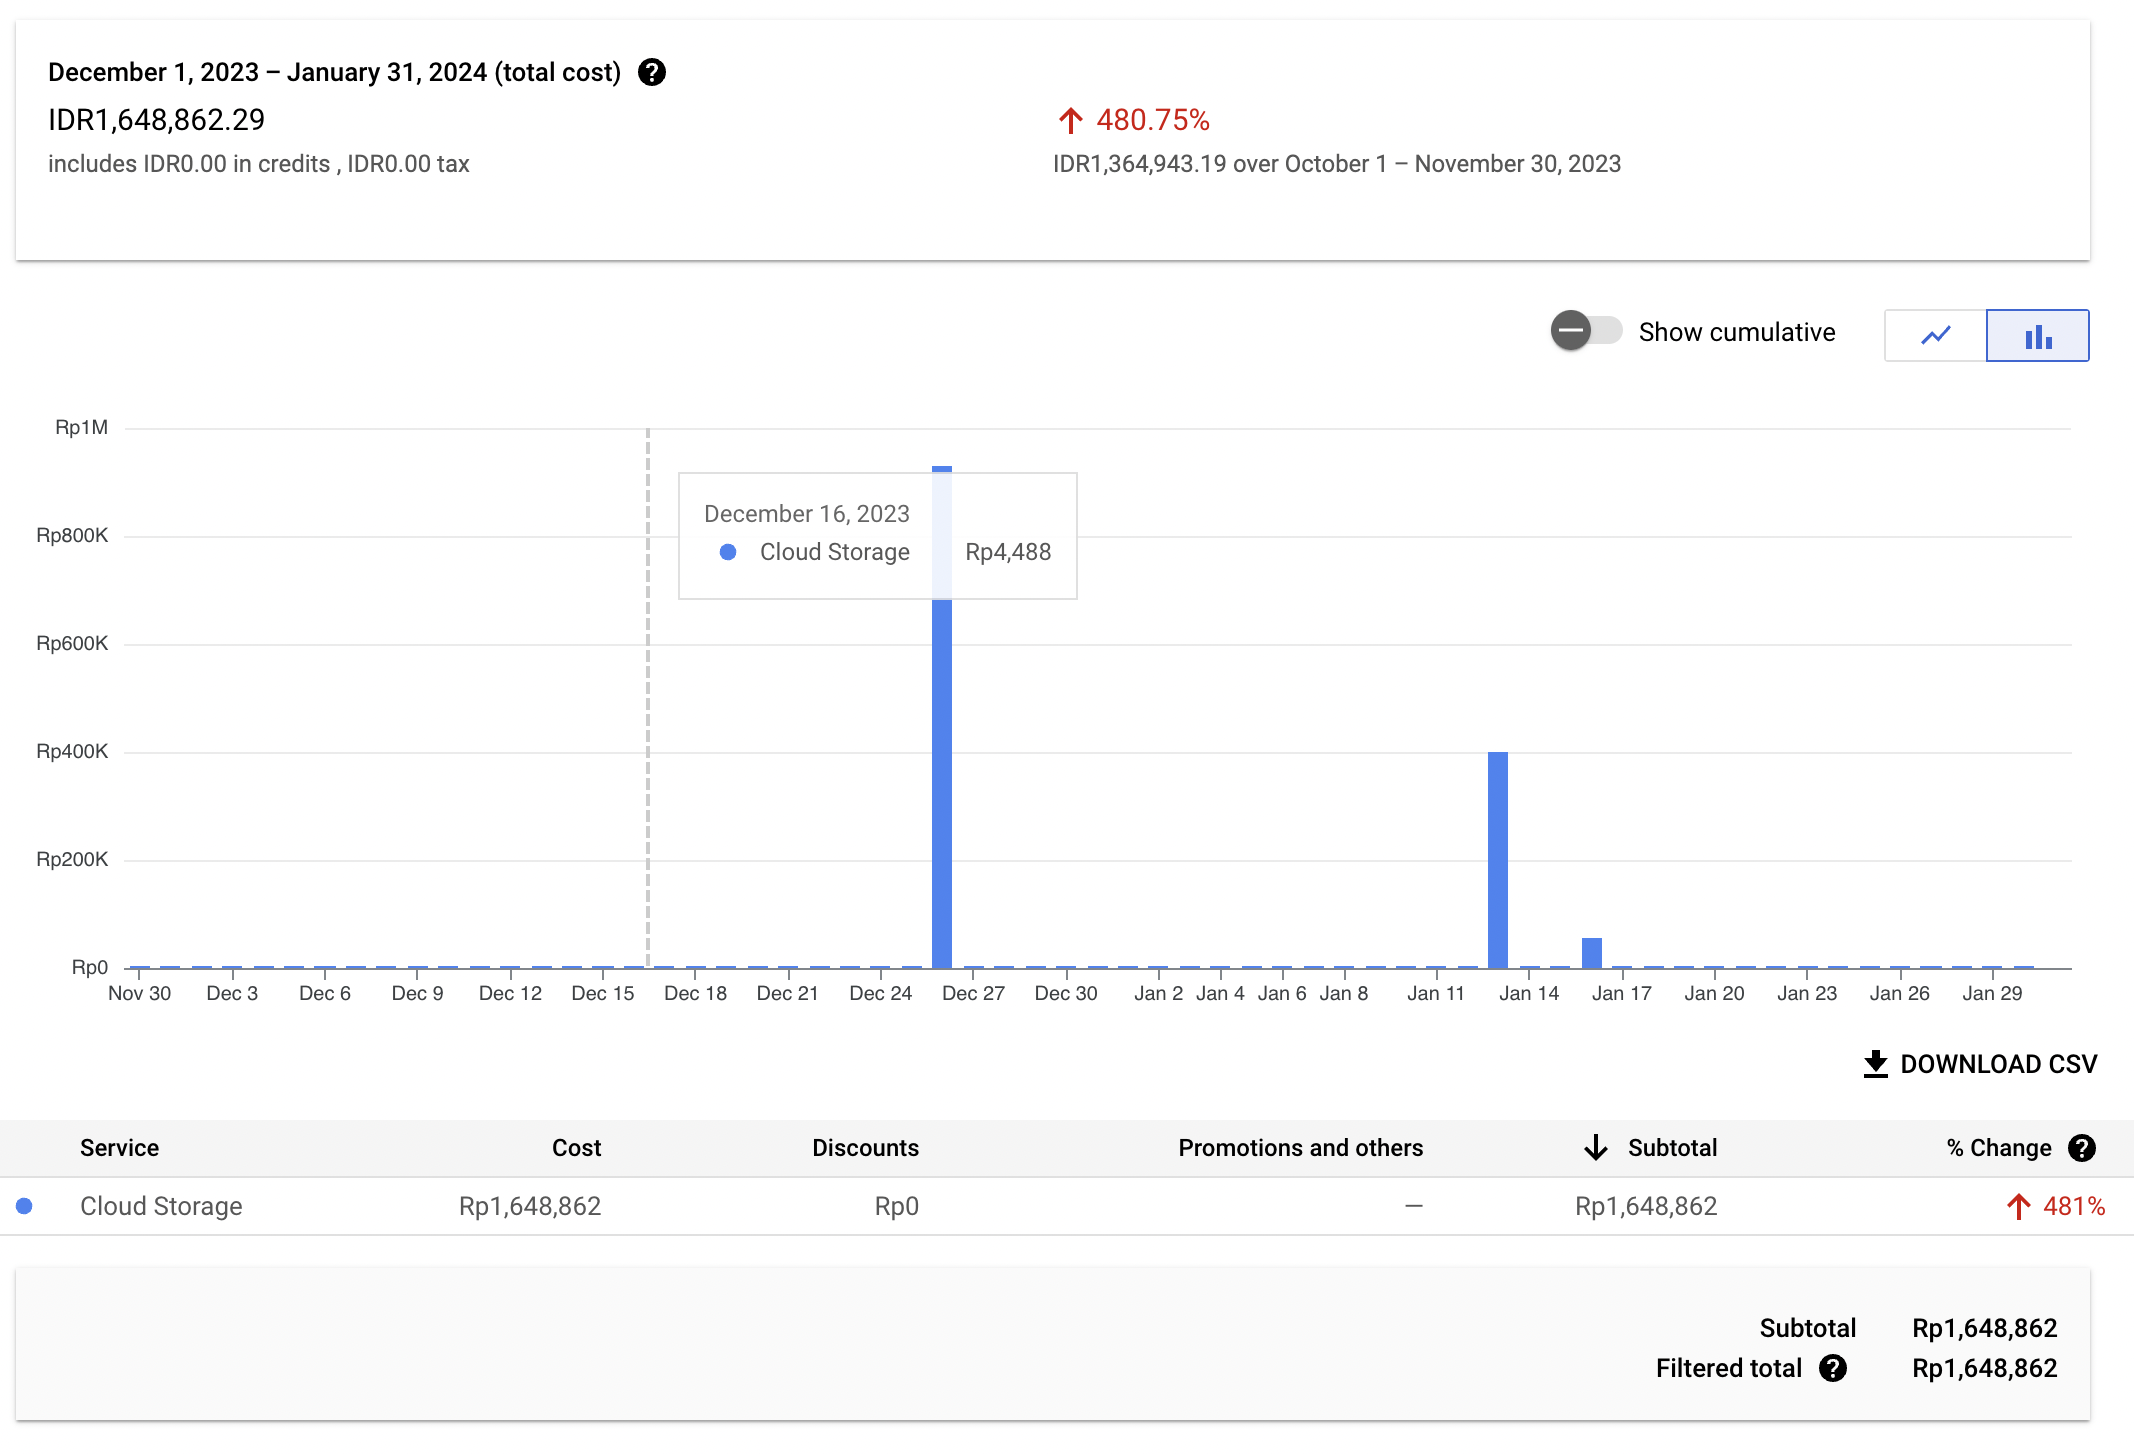 December 1, 2023 – January 31, 2024 (total cost)
IDR1,648,862.29
includes IDR0.00 in credits , IDR0.00 tax
480.75%
IDR1,364,943.19 over October 1 – November 30, 2023
Show cumulative
Rp1M
Rp800K
Rp600K
Rp400K
Rp200K
Rp0
December 16, 2023
Cloud Storage Rp4,488
Nov 30 Dec 3 Dec 6 Dec 9 Dec 12 Dec 15 Dec 18 Dec 21 Dec 24 Dec 27 Dec 30 Jan 2 Jan 4 Jan 6 Jan 8 Jan 11 Jan 14 Jan 17 Jan 20 Jan 23 Jan 26 Jan 29
DOWNLOAD CSV
Service Cost Discounts Promotions and others Subtotal % Change
Cloud Storage Rp1,648,862 Rp0 — Rp1,648,862 481%
Subtotal Rp1,648,862
Filtered total Rp1,648,862